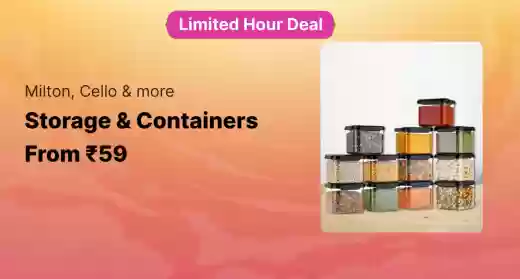 Limited Hour Deal
Milton, Cello & more
Storage & Containers
From ₹59